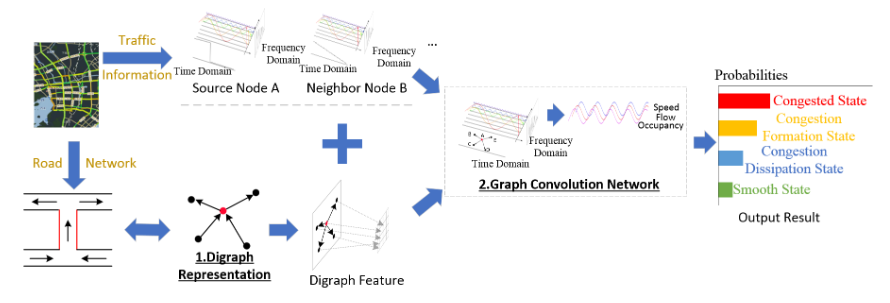 Traffic
Information
Frequency
Domain
Time Domain
Source Node A
Frequency
Domain
Time Domain
Neighbor Node B
...
Road Network
1.Digraph
Representation
Digraph Feature
Frequency
Domain
Time Domain
Speed
Flow
Occupancy
2.Graph Convolution Network
Probabilities
Congested State
Congestion
Formation State
Congestion
Dissipation State
Smooth State
Output Result